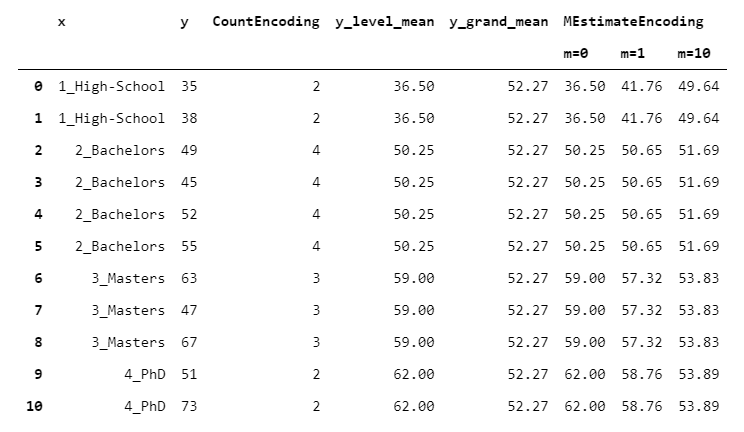 x y CountEncoding y_level_mean y_grand_mean MEstimateEncoding
m=0 m=1 m=10
0 1_High-School 35 2 36.50 52.27 36.50 41.76 49.64
1 1_High-School 38 2 36.50 52.27 36.50 41.76 49.64
2 2_Bachelors 49 4 50.25 52.27 50.25 50.65 51.69
3 2_Bachelors 45 4 50.25 52.27 50.25 50.65 51.69
4 2_Bachelors 52 4 50.25 52.27 50.25 50.65 51.69
5 2_Bachelors 55 4 50.25 52.27 50.25 50.65 51.69
6 3_Masters 63 3 59.00 52.27 59.00 57.32 53.83
7 3_Masters 47 3 59.00 52.27 59.00 57.32 53.83
8 3_Masters 67 3 59.00 52.27 59.00 57.32 53.83
9 4_PhD 51 2 62.00 52.27 62.00 58.76 53.89
10 4_PhD 73 2 62.00 52.27 62.00 58.76 53.89